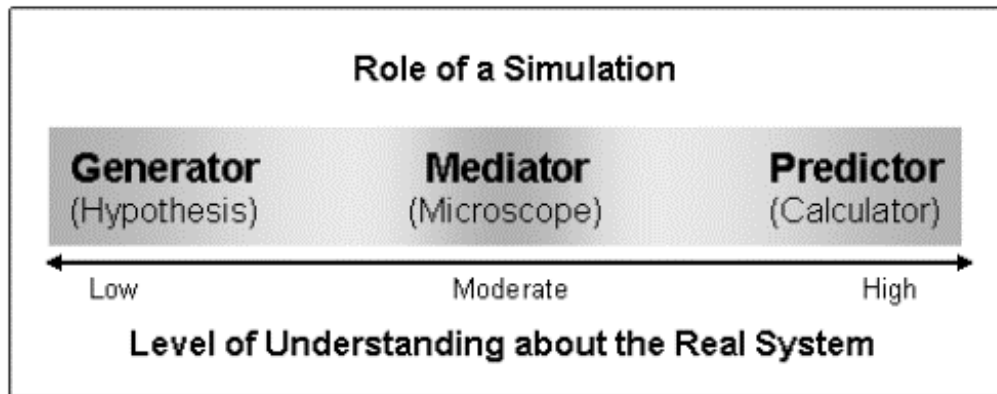 Role of a Simulation
Generator Mediator Predictor
(Hypothesis) (Microscope) (Calculator)
Low Moderate High
Level of Understanding about the Real System